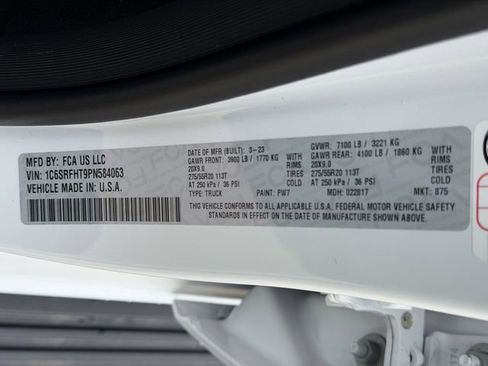 MFD BY: FCA US LLC
VIN: 1C6SRFHT9PN584063
VEHICLE MADE IN: U.S.A.
DATE OF MFR (BUILT): 3-23
GAWR FRONT: 3900 LB / 1770 KG
20X9.0
275/55R20 113T
AT 250 kPa / 36 PSI
TYPE: TRUCK
RIMS
TIRES
COLD
PAINT: PW7
GVWR: 7100 LB / 3221 KG
GAWR REAR: 4100 LB / 1860 KG
20X9.0
275/55R20 113T
AT 250 kPa / 36 PSI
MDH: 022817
RIMS
TIRES
COLD
MKT: 875
THIS VEHICLE CONFORMS TO ALL APPLICABLE U.S.A. FEDERAL MOTOR VEHICLE SAFETY
STANDARDS IN EFFECT ON THE DATE OF MANUFACTURE SHOWN ABOVE.